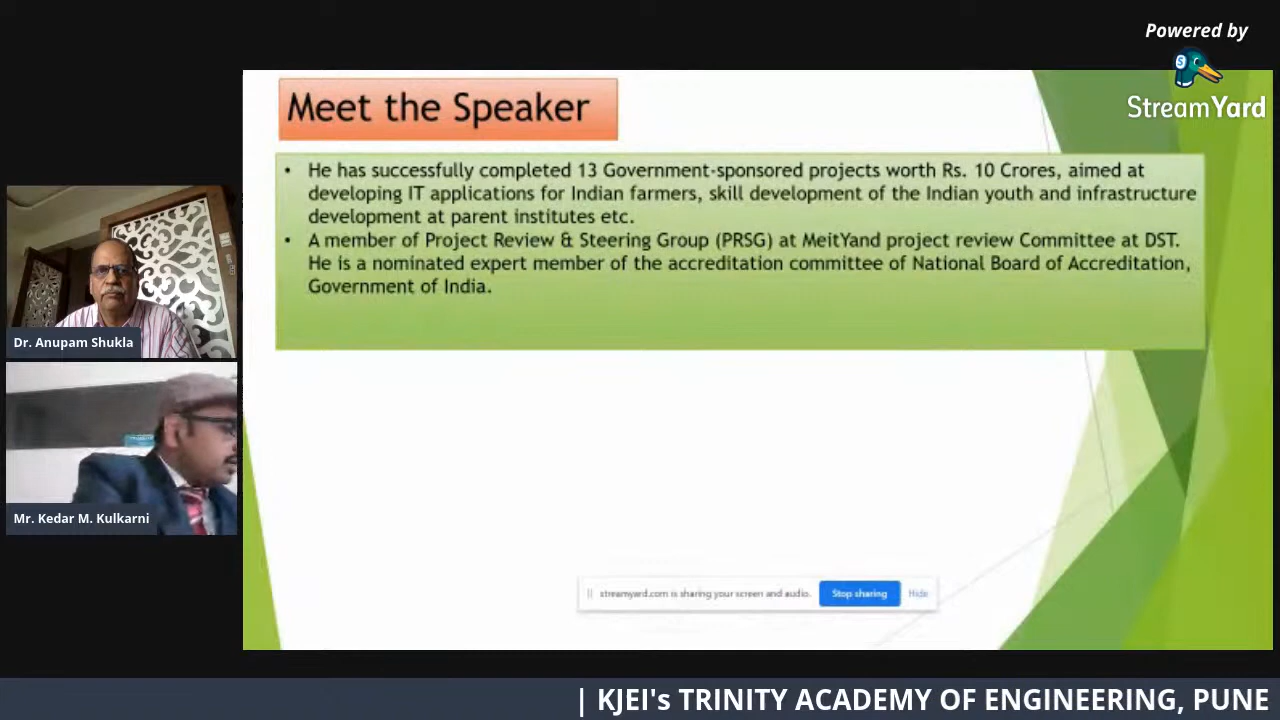 Powered by
StreamYard
Meet the Speaker
• He has successfully completed 13 Government-sponsored projects worth Rs. 10 Crores, aimed at
developing IT applications for Indian farmers, skill development of the Indian youth and infrastructure
development at parent institutes etc.
• A member of Project Review & Steering Group (PRSG) at MeitYand project review Committee at DST.
He is a nominated expert member of the accreditation committee of National Board of Accreditation,
Government of India.
Dr. Anupam Shukla
Mr. Kedar M. Kulkarni
streamyard.com is sharing your screen and audio. Stop sharing Hide
| KJEI's TRINITY ACADEMY OF ENGINEERING, PUNE